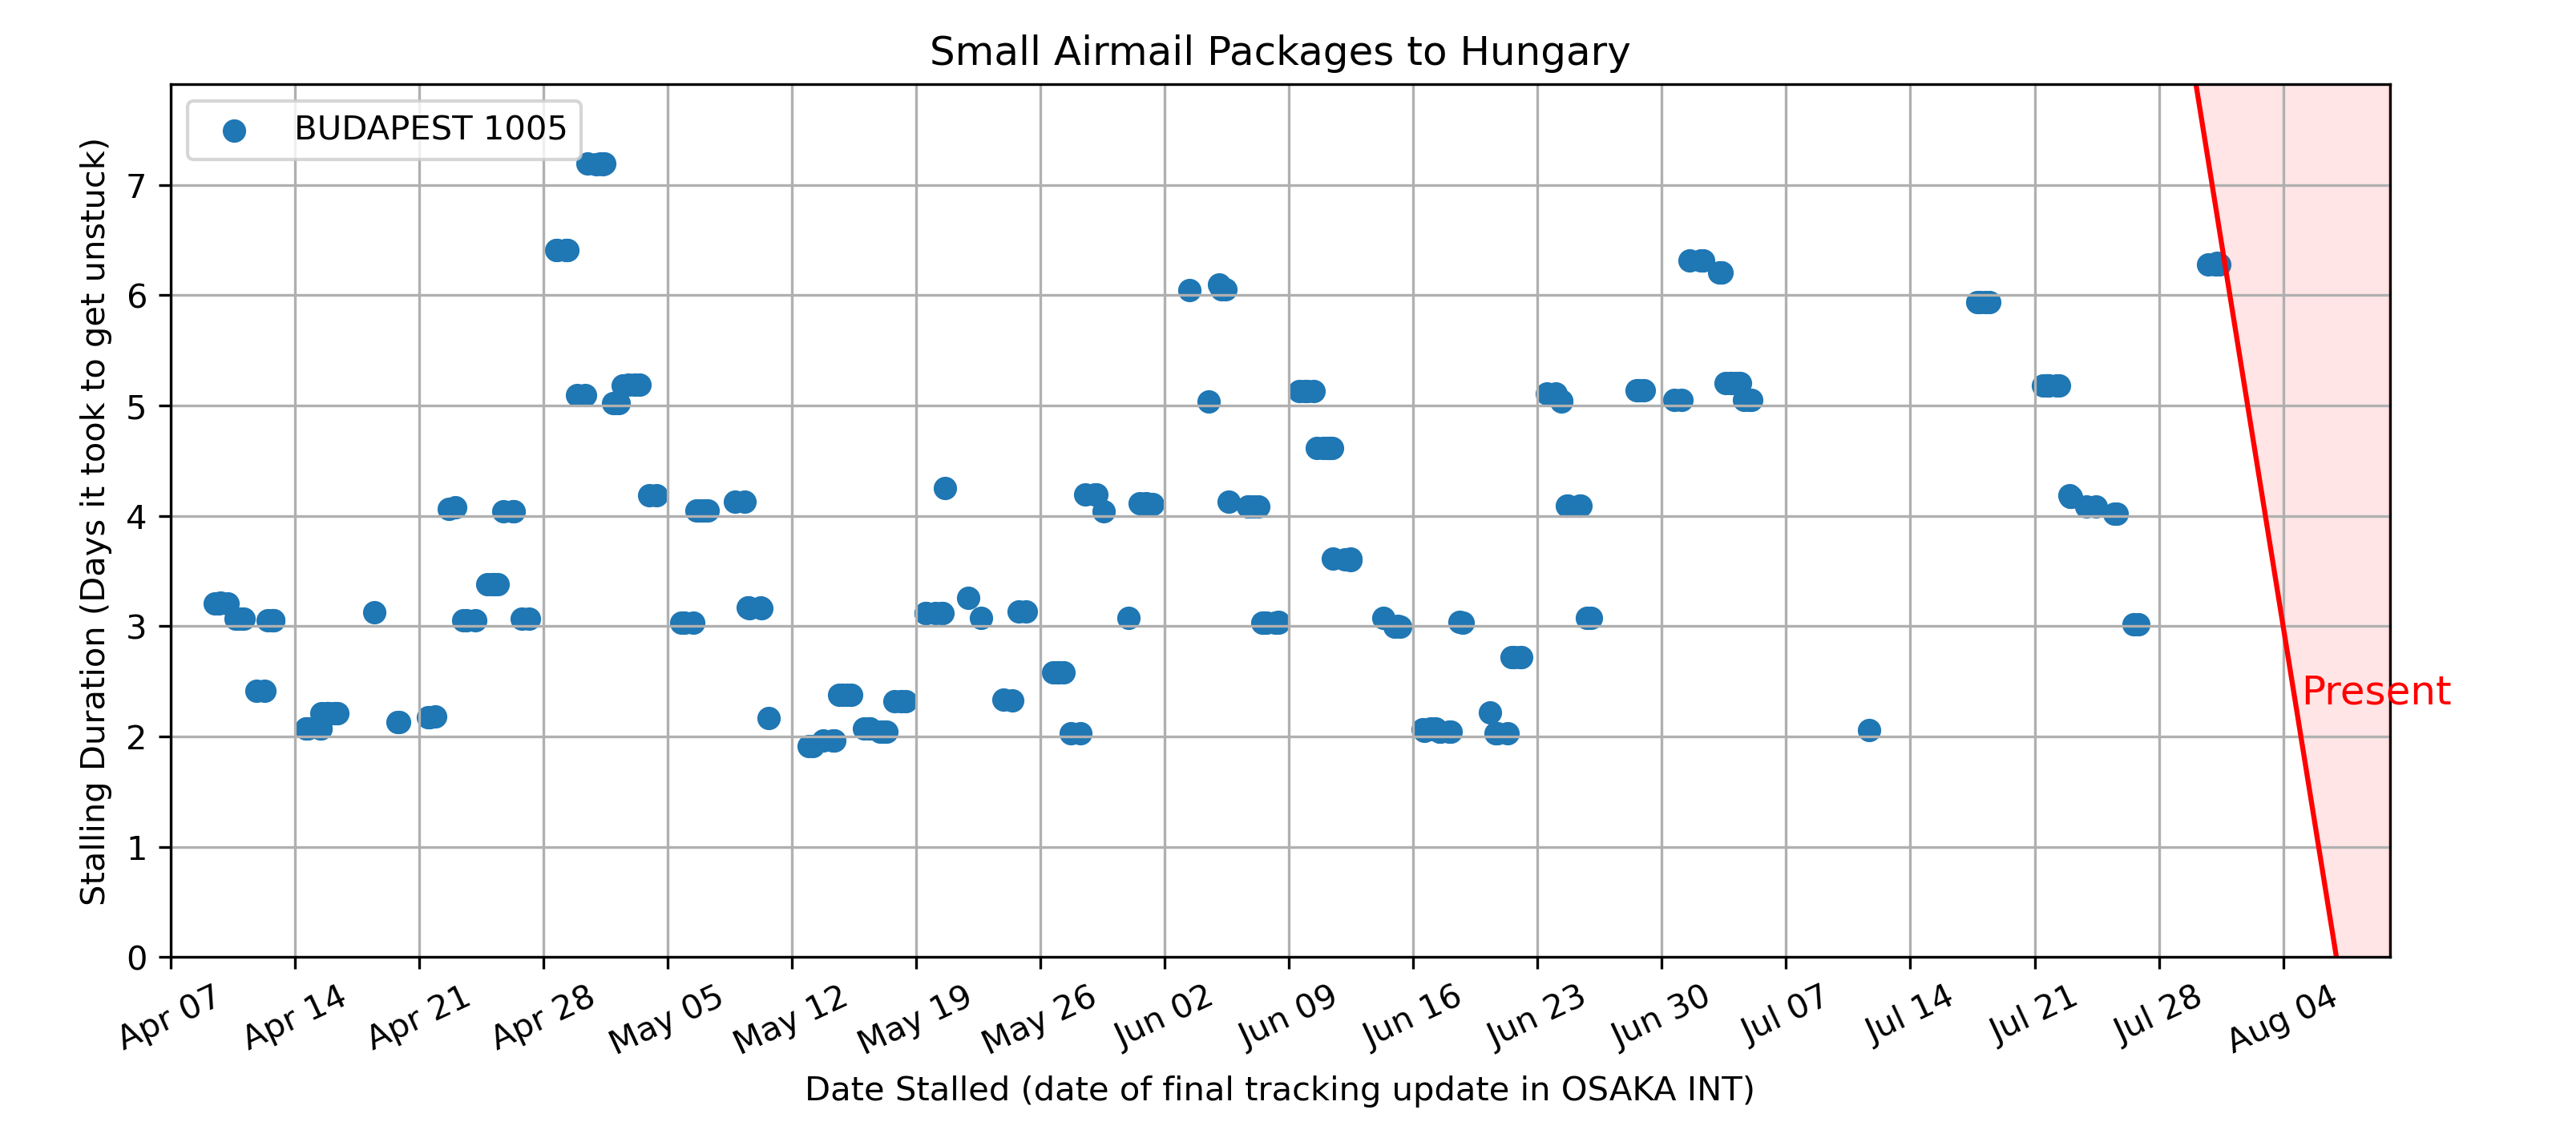 Small Airmail Packages to Hungary
BUDAPEST 1005
Stalling Duration (Days it took to get unstuck)
7
6
5
4
3
2
1
0
Present
Apr 07
Apr 14
Apr 21
Apr 28
May 05
May 12
May 19
May 26
Jun 02
Jun 09
Jun 16
Jun 23
Jun 30
Jul 07
Jul 14
Jul 21
Jul 28
Aug 04
Date Stalled (date of final tracking update in OSAKA INT)